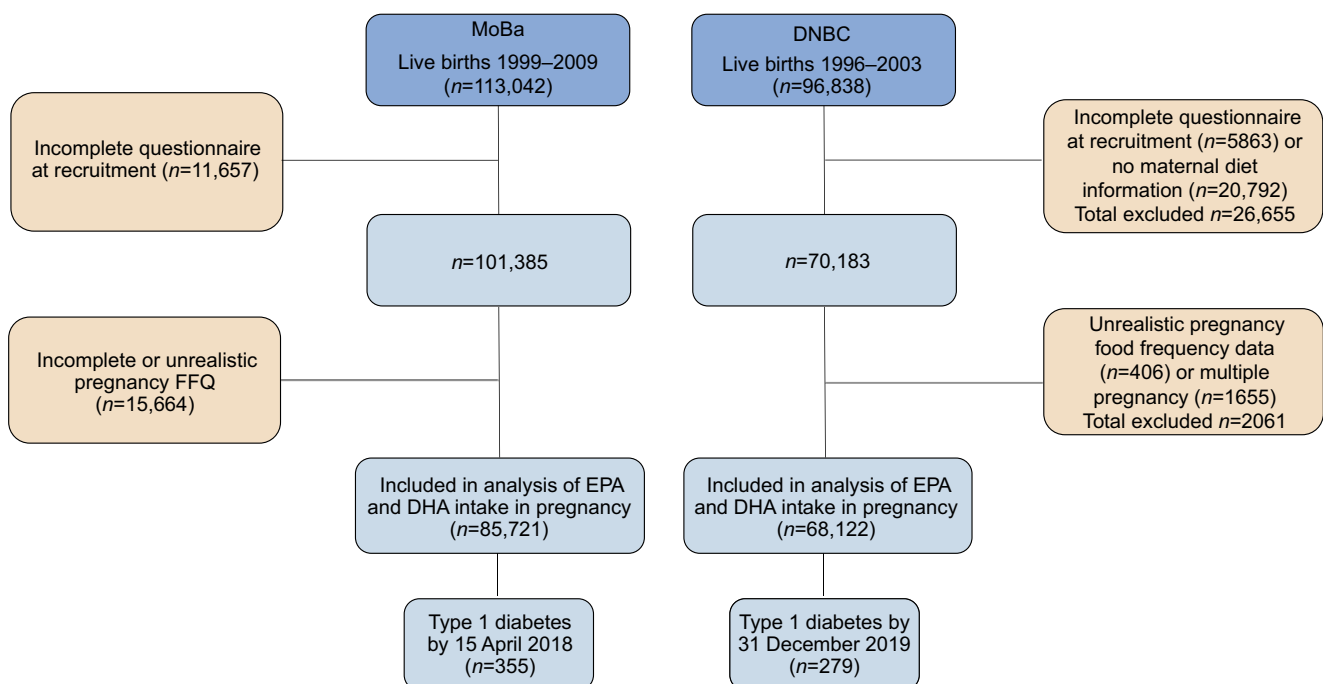 MoBa
Live births 1999–2009
(n=113,042)
DNBC
Live births 1996–2003
(n=96,838)
Incomplete questionnaire
at recruitment (n=11,657)
Incomplete questionnaire
at recruitment (n=5863) or
no maternal diet
information (n=20,792)
Total excluded n=26,655
n=101,385
n=70,183
Incomplete or unrealistic
pregnancy FFQ
(n=15,664)
Unrealistic pregnancy
food frequency data
(n=406) or multiple
pregnancy (n=1655)
Total excluded n=2061
Included in analysis of EPA
and DHA intake in pregnancy
(n=85,721)
Included in analysis of EPA
and DHA intake in pregnancy
(n=68,122)
Type 1 diabetes
by 15 April 2018
(n=355)
Type 1 diabetes by
31 December 2019
(n=279)